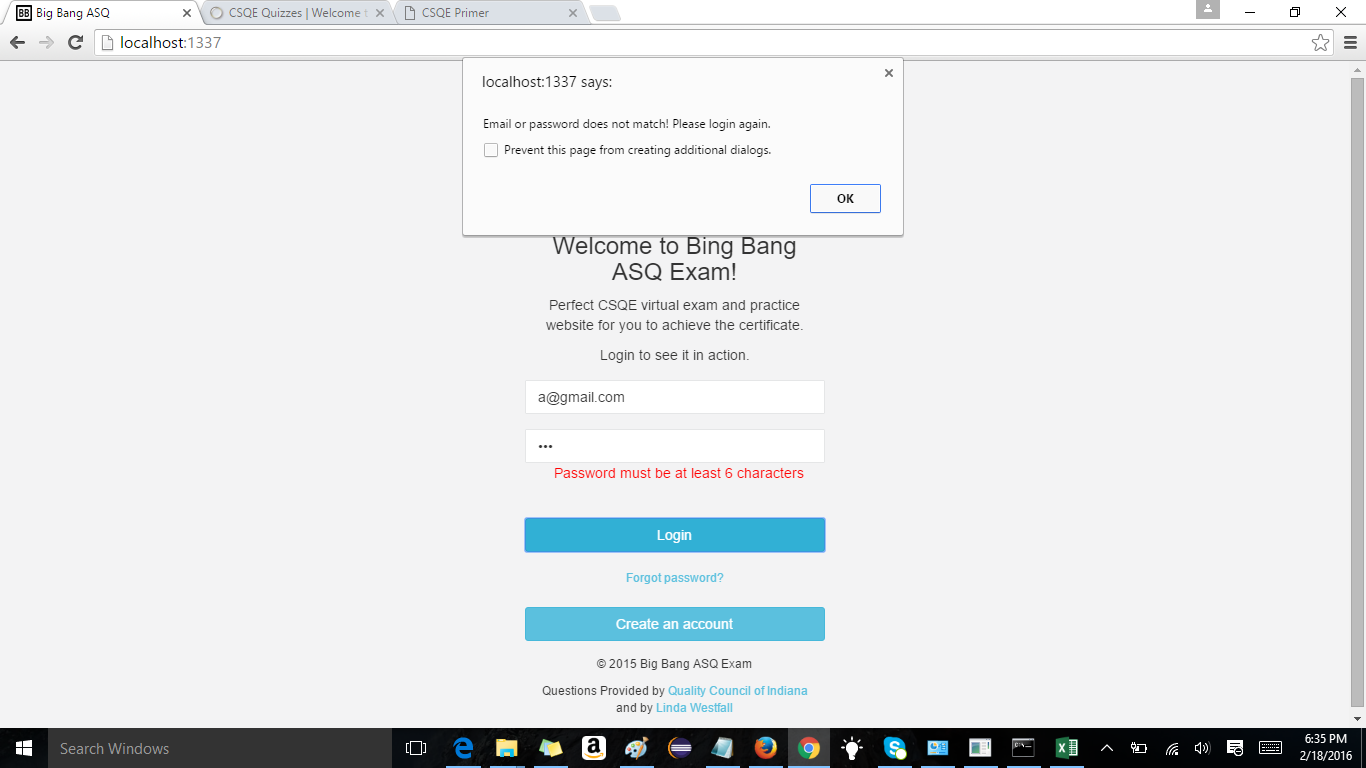 Big Bang ASQ
CSQE Quizzes | Welcome t
CSQE Primer
localhost:1337
localhost:1337 says:
Email or password does not match! Please login again.
Prevent this page from creating additional dialogs.
OK
Welcome to Bing Bang
ASQ Exam!
Perfect CSQE virtual exam and practice
website for you to achieve the certificate.
Login to see it in action.
a@gmail.com
•••
Password must be at least 6 characters
Login
Forgot password?
Create an account
© 2015 Big Bang ASQ Exam
Questions Provided by Quality Council of Indiana
and by Linda Westfall
Search Windows
6:35 PM
2/18/2016